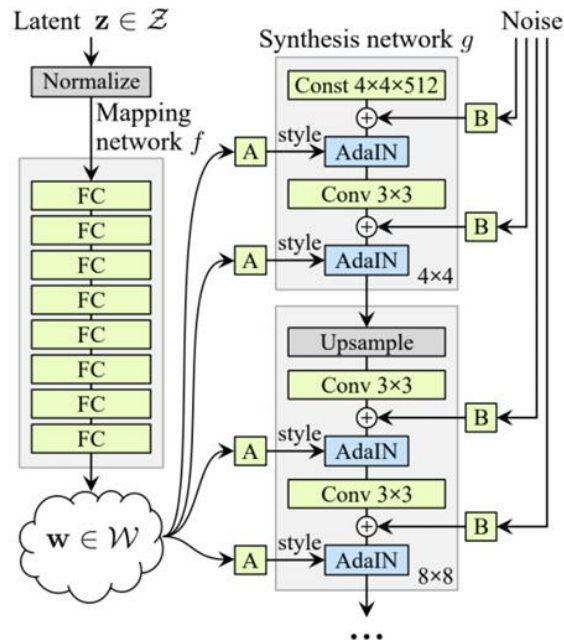 Latent z ∈ Z
Normalize
Mapping
network f
FC
FC
FC
FC
FC
FC
FC
FC
w ∈ W
Synthesis network g
Noise
Const 4×4×512
+
B
A
style
AdaIN
Conv 3×3
+
B
A
style
AdaIN
4×4
Upsample
Conv 3×3
+
B
A
style
AdaIN
Conv 3×3
+
B
A
style
AdaIN
8×8
...